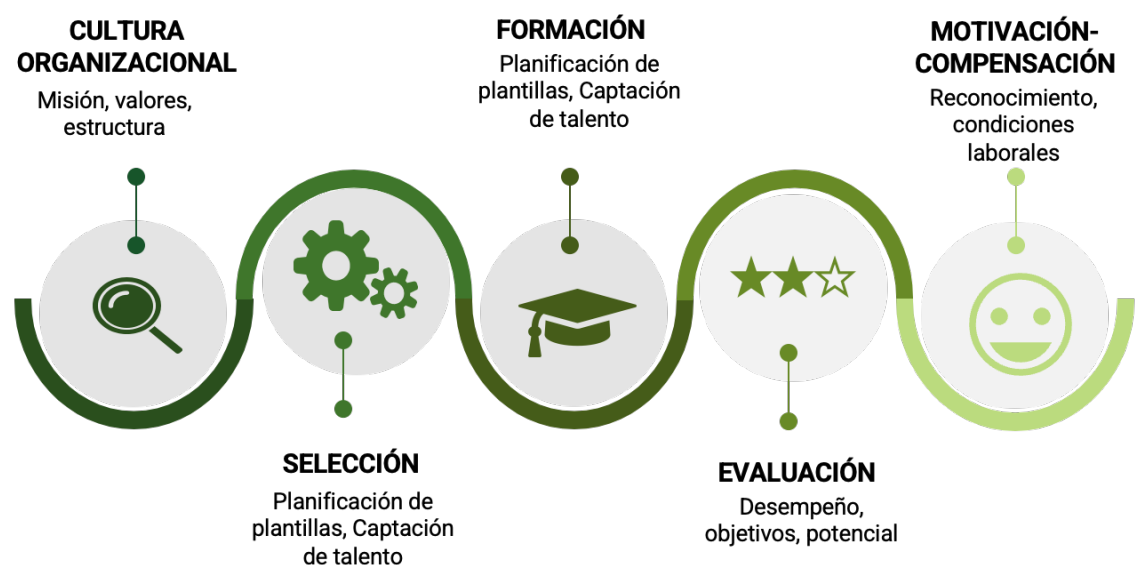 CULTURA
ORGANIZACIONAL
Misión, valores,
estructura
SELECCIÓN
Planificación de
plantillas, Captación
de talento
FORMACIÓN
Planificación de
plantillas, Captación
de talento
EVALUACIÓN
Desempeño,
objetivos, potencial
MOTIVACIÓN-
COMPENSACIÓN
Reconocimiento,
condiciones
laborales